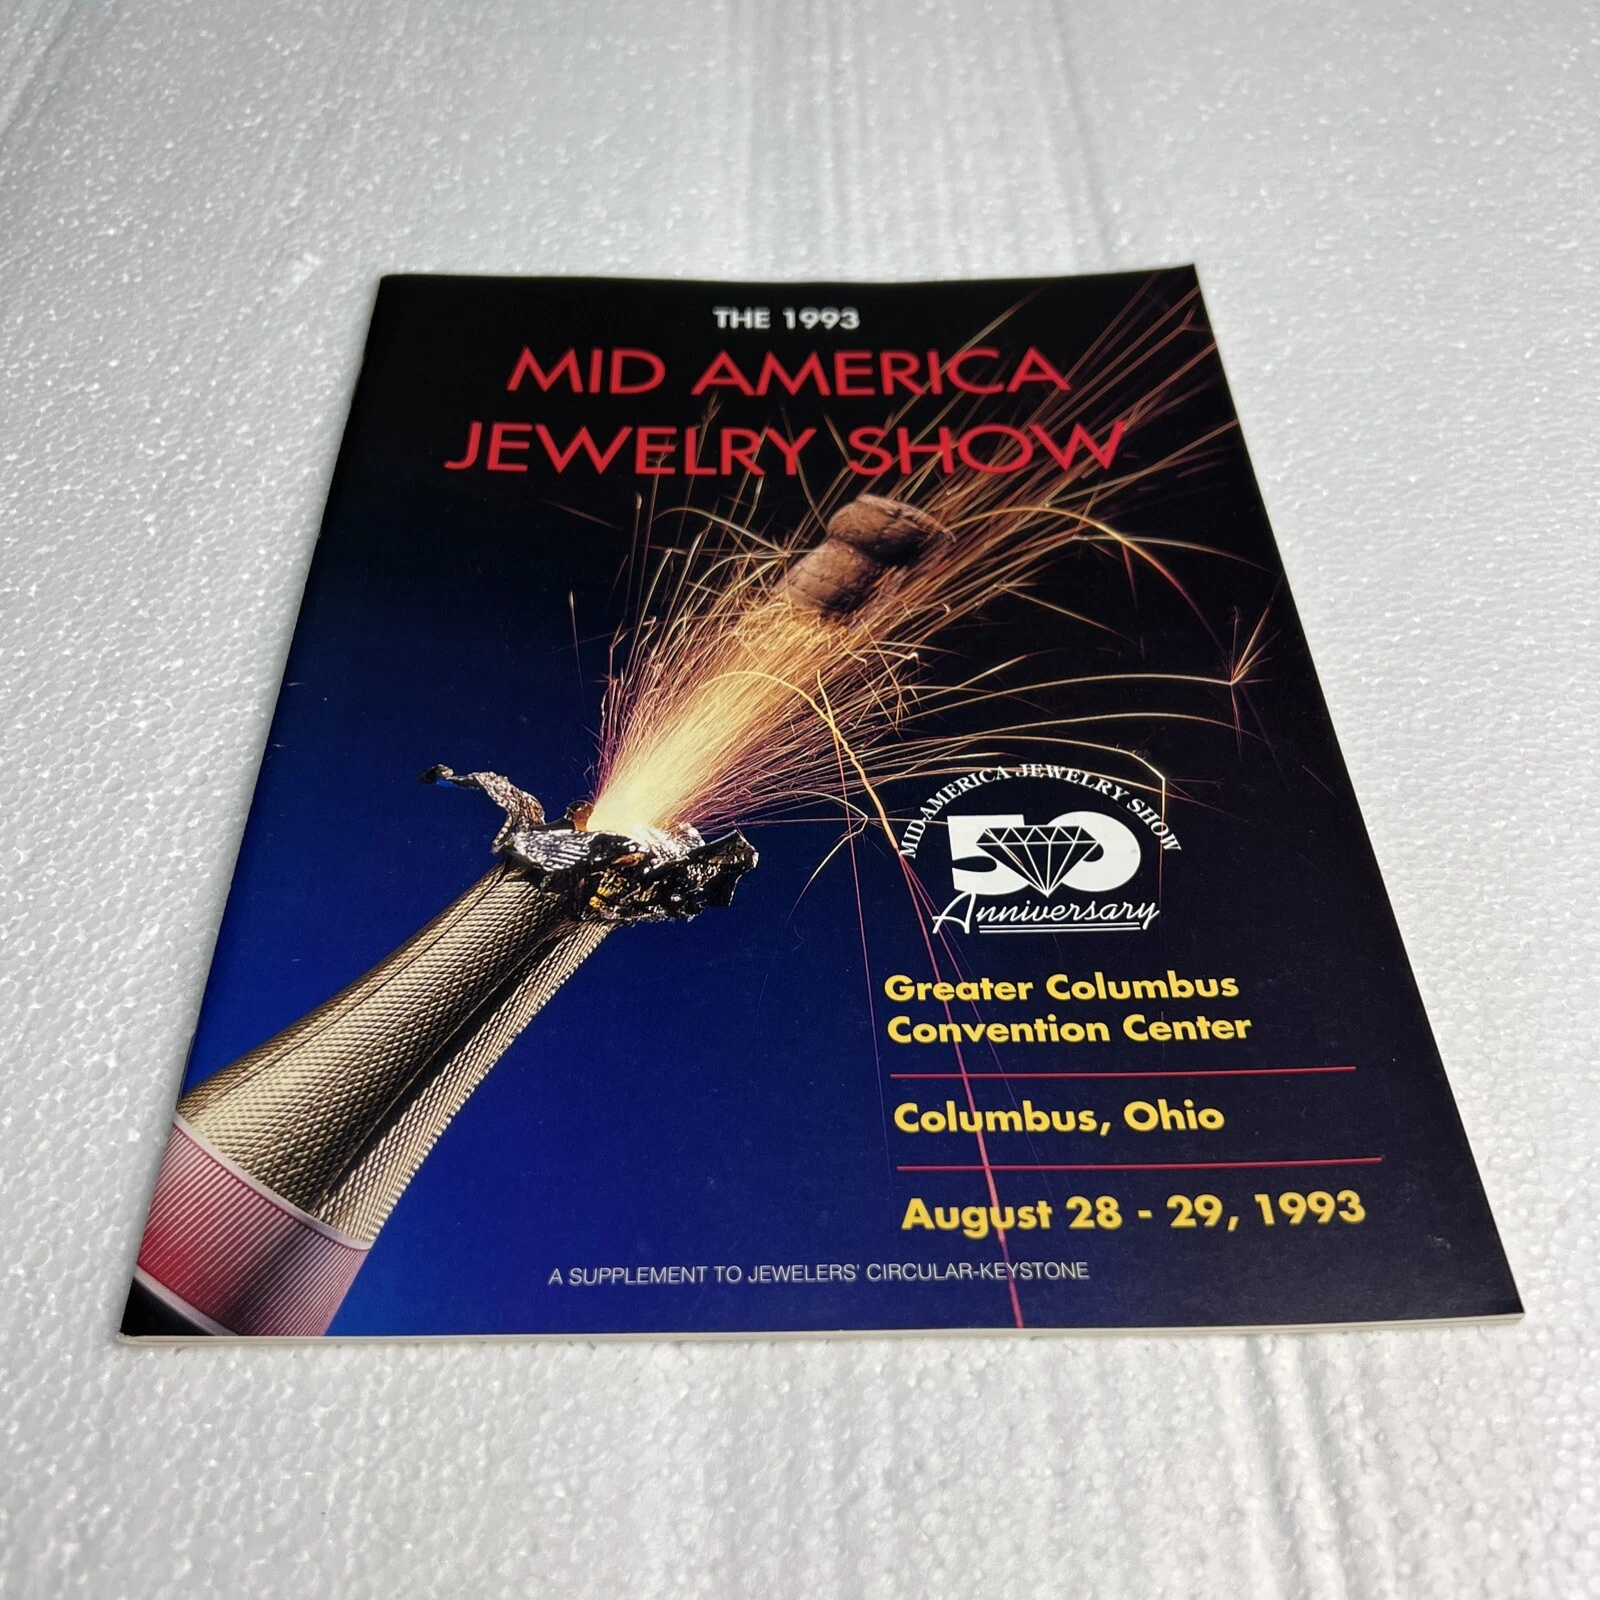 THE 1993
MID AMERICA
JEWELRY SHOW
MID-AMERICA JEWELRY SHOW
50
Anniversary
Greater Columbus
Convention Center
Columbus, Ohio
August 28 - 29, 1993
A SUPPLEMENT TO JEWELERS' CIRCULAR-KEYSTONE